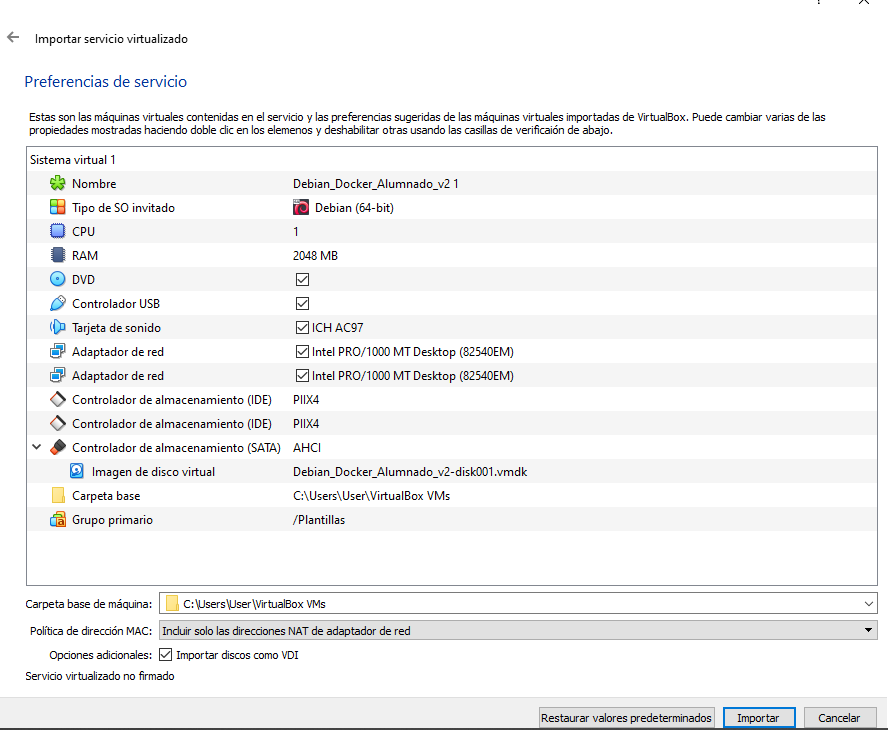 Importar servicio virtualizado
Preferencias de servicio
Estas son las máquinas virtuales contenidas en el servicio y las preferencias sugeridas de las máquinas virtuales importadas de VirtualBox. Puede cambiar varias de las
propiedades mostradas haciendo doble clic en los elemenos y deshabilitar otras usando las casillas de verificaión de abajo.
Sistema virtual 1
Nombre Debian_Docker_Alumnado_v2 1
Tipo de SO invitado Debian (64-bit)
CPU 1
RAM 2048 MB
DVD
Controlador USB
Tarjeta de sonido ICH AC97
Adaptador de red Intel PRO/1000 MT Desktop (82540EM)
Adaptador de red Intel PRO/1000 MT Desktop (82540EM)
Controlador de almacenamiento (IDE) PIIX4
Controlador de almacenamiento (IDE) PIIX4
Controlador de almacenamiento (SATA) AHCI
Imagen de disco virtual Debian_Docker_Alumnado_v2-disk001.vmdk
Carpeta base C:\Users\User\VirtualBox VMs
Grupo primario /Plantillas
Carpeta base de máquina: C:\Users\User\VirtualBox VMs
Política de dirección MAC: Incluir solo las direcciones NAT de adaptador de red
Opciones adicionales: Importar discos como VDI
Servicio virtualizado no firmado
Restaurar valores predeterminados Importar Cancelar